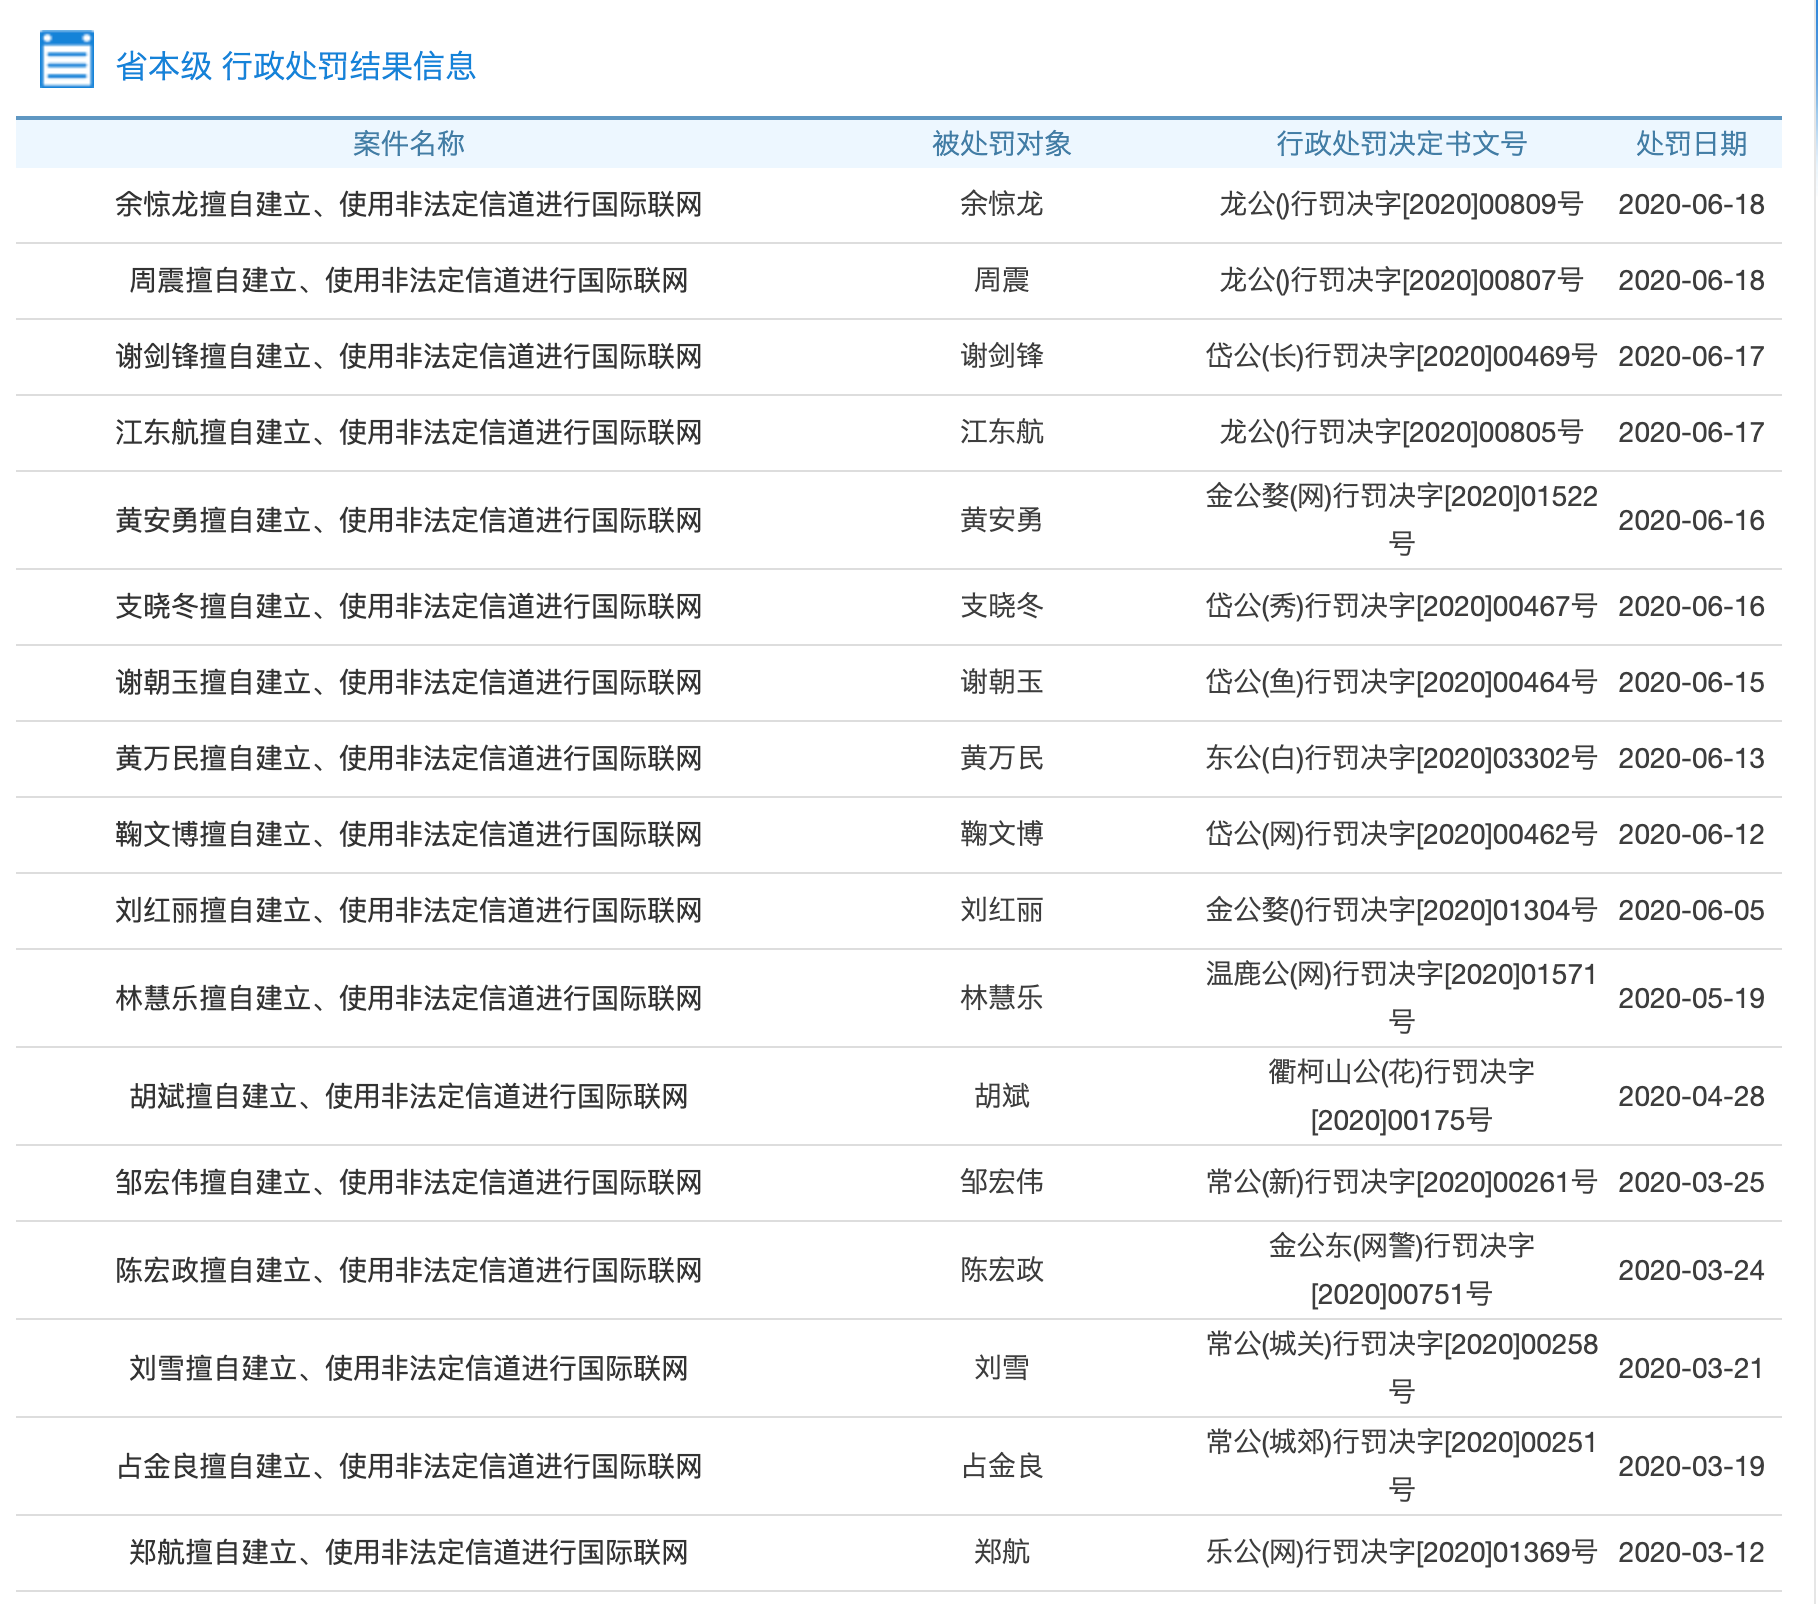 省本级 行政处罚结果信息
案件名称 被处罚对象 行政处罚决定书文号 处罚日期
余惊龙擅自建立、使用非法定信道进行国际联网 余惊龙 龙公()行罚决字[2020]00809号 2020-06-18
周震擅自建立、使用非法定信道进行国际联网 周震 龙公()行罚决字[2020]00807号 2020-06-18
谢剑锋擅自建立、使用非法定信道进行国际联网 谢剑锋 岱公(长)行罚决字[2020]00469号 2020-06-17
江东航擅自建立、使用非法定信道进行国际联网 江东航 龙公()行罚决字[2020]00805号 2020-06-17
黄安勇擅自建立、使用非法定信道进行国际联网 黄安勇 金公婺(网)行罚决字[2020]01522
号 2020-06-16
支晓冬擅自建立、使用非法定信道进行国际联网 支晓冬 岱公(秀)行罚决字[2020]00467号 2020-06-16
谢朝玉擅自建立、使用非法定信道进行国际联网 谢朝玉 岱公(鱼)行罚决字[2020]00464号 2020-06-15
黄万民擅自建立、使用非法定信道进行国际联网 黄万民 东公(白)行罚决字[2020]03302号 2020-06-13
鞠文博擅自建立、使用非法定信道进行国际联网 鞠文博 岱公(网)行罚决字[2020]00462号 2020-06-12
刘红丽擅自建立、使用非法定信道进行国际联网 刘红丽 金公婺()行罚决字[2020]01304号 2020-06-05
林慧乐擅自建立、使用非法定信道进行国际联网 林慧乐 温鹿公(网)行罚决字[2020]01571
号 2020-05-19
胡斌擅自建立、使用非法定信道进行国际联网 胡斌 衢柯山公(花)行罚决字
[2020]00175号 2020-04-28
邹宏伟擅自建立、使用非法定信道进行国际联网 邹宏伟 常公(新)行罚决字[2020]00261号 2020-03-25
陈宏政擅自建立、使用非法定信道进行国际联网 陈宏政 金公东(网警)行罚决字
[2020]00751号 2020-03-24
刘雪擅自建立、使用非法定信道进行国际联网 刘雪 常公(城关)行罚决字[2020]00258
号 2020-03-21
占金良擅自建立、使用非法定信道进行国际联网 占金良 常公(城郊)行罚决字[2020]00251
号 2020-03-19
郑航擅自建立、使用非法定信道进行国际联网 郑航 乐公(网)行罚决字[2020]01369号 2020-03-12